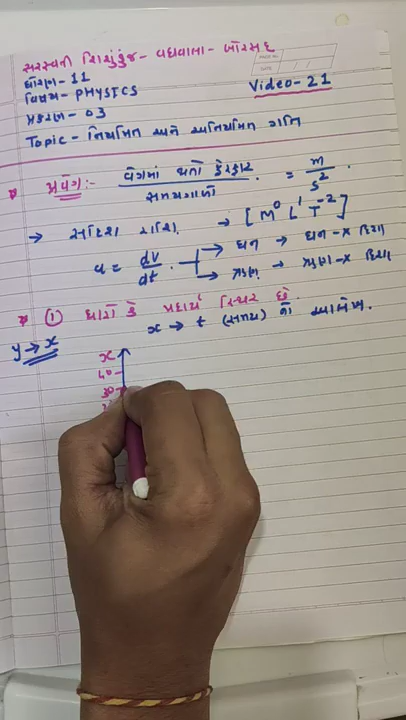 સરસ્વતી શિશુકુંજ - વઘવાલા - બોરસદ
ધોરણ - 11
Video - 21
વિષય - PHYSICS
પ્રકરણ - 03
Topic - નિયમિત અને અનિયમિત ગતિ
* પ્રવેગ :- વેગમાં થતો ફેરફાર / સમયગાળો = m / s²
→ સદિશ રાશિ → [M⁰ L¹ T⁻²]
a = dv / dt → ધન → ધન - x દિશા
→ ઋણ → ઋણ - x દિશા
* ① ધારો કે પદાર્થ સ્થિર છે.
y → x
x → t (સમય) નો આલેખ.
x
40
30